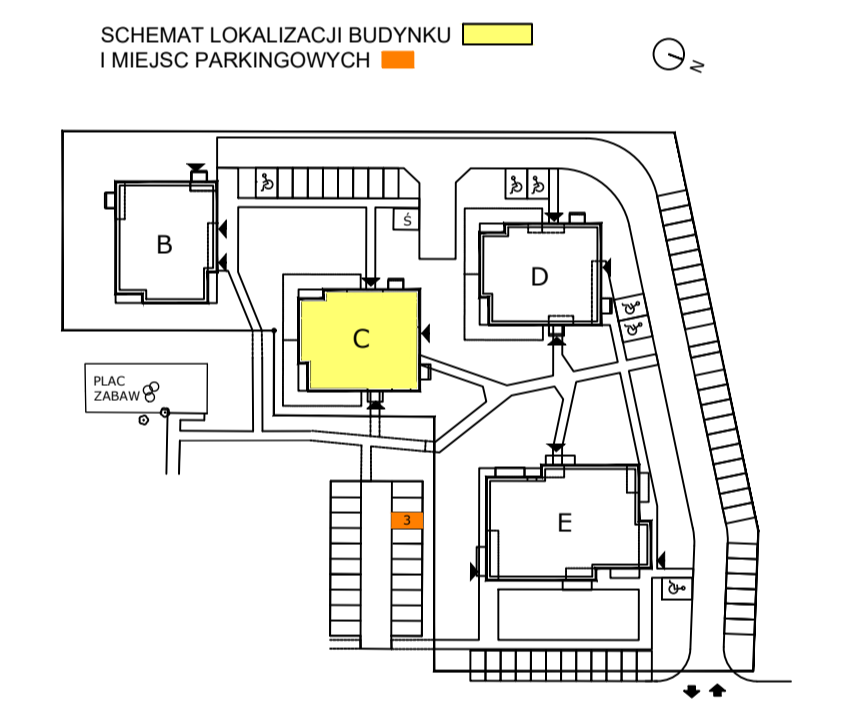 SCHEMAT LOKALIZACJI BUDYNKU
I MIEJSC PARKINGOWYCH
N
B
Ś
D
C
PLAC
ZABAW
3
E